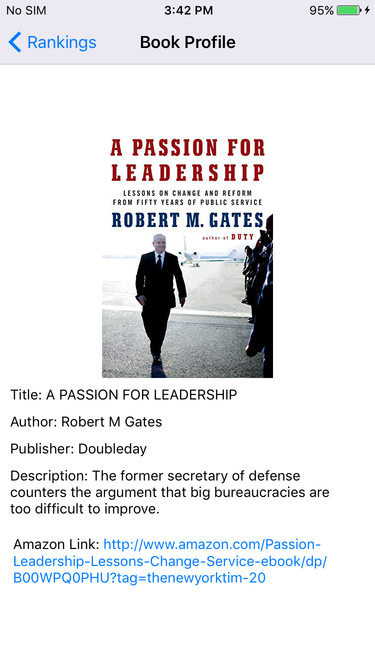 No SIM 3:42 PM 95%
Rankings Book Profile
A PASSION FOR
LEADERSHIP
LESSONS ON CHANGE AND REFORM
FROM FIFTY YEARS OF PUBLIC SERVICE
ROBERT M. GATES
author of DUTY
Title: A PASSION FOR LEADERSHIP
Author: Robert M Gates
Publisher: Doubleday
Description: The former secretary of defense
counters the argument that big bureaucracies are
too difficult to improve.
Amazon Link: http://www.amazon.com/Passion-
Leadership-Lessons-Change-Service-ebook/dp/
B00WPQ0PHU?tag=thenewyorktim-20